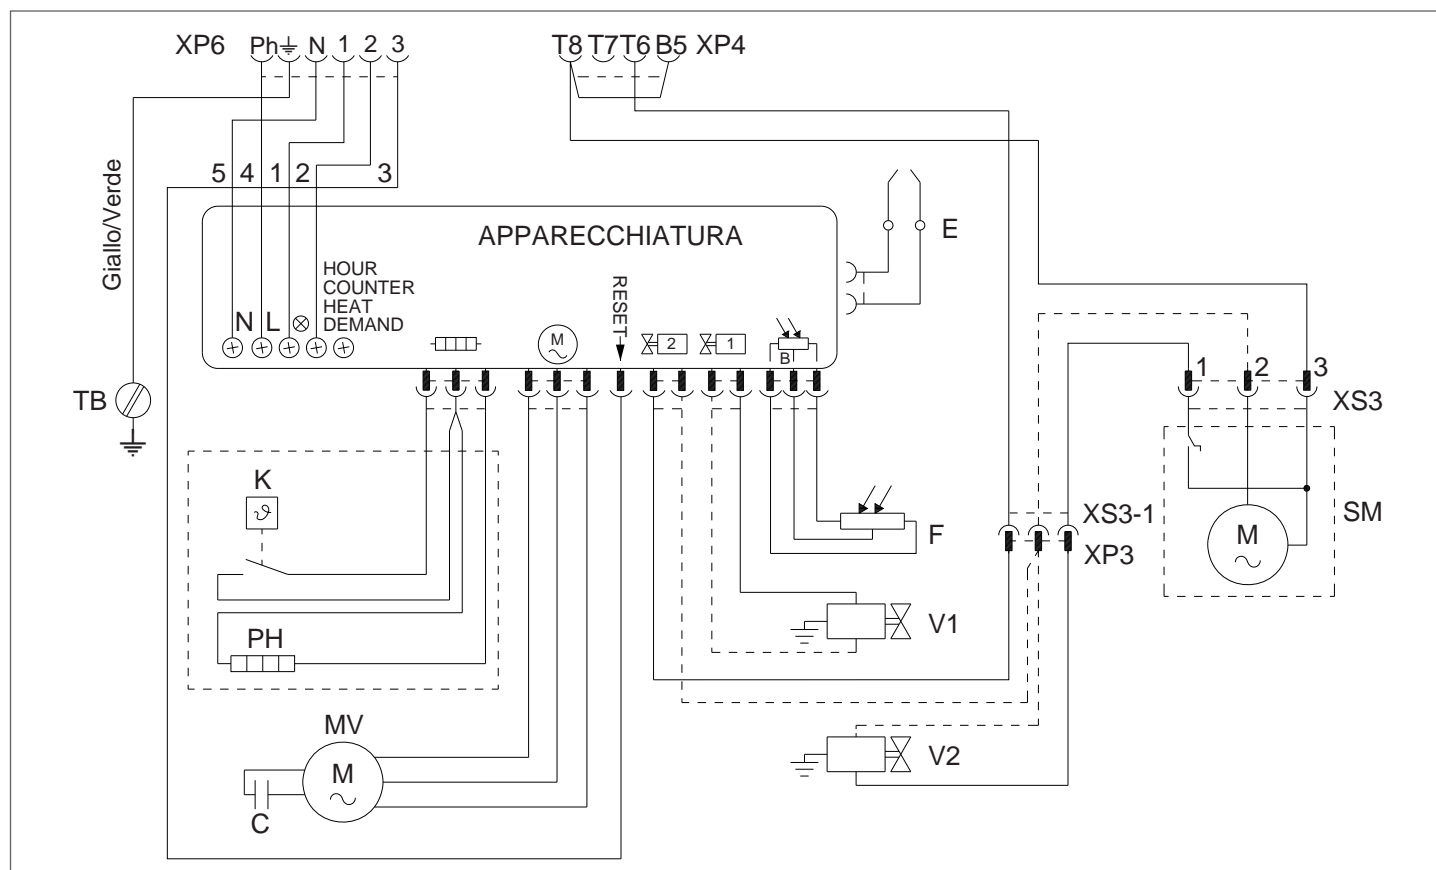 XP6 Ph N 1 2 3
T8 T7 T6 B5 XP4
Giallo/Verde
5 4 1 2 3
APPARECCHIATURA
E
HOUR
COUNTER
HEAT
DEMAND
N L
RESET
M
2
1
B
TB
1 2 3
XS3
K
ϑ
F
XS3-1
XP3
SM
M
V1
PH
MV
M
C
V2